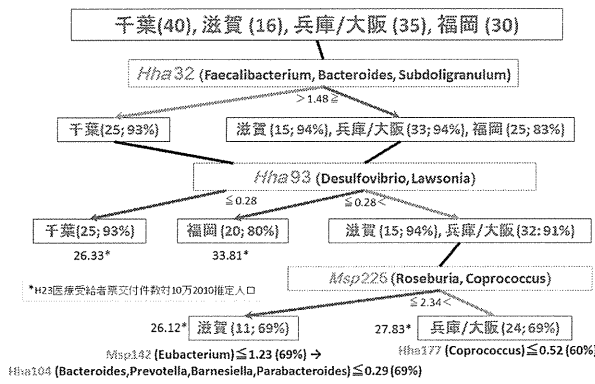 千葉(40), 滋賀(16), 兵庫/大阪(35), 福岡(30)
Hha32 (Faecalibacterium, Bacteroides, Subdoligranulum)
＞1.48≦
千葉(25; 93%)
滋賀(15; 94%), 兵庫/大阪(33; 94%), 福岡(25; 83%)
Hha93 (Desulfovibrio, Lawsonia)
≦0.28
≦0.28＜
千葉(25; 93%)
福岡(20; 80%)
滋賀(15; 94%), 兵庫/大阪(32: 91%)
26.33*
33.81*
Msp225 (Roseburia, Coprococcus)
*H23医療受給者票交付件数対10万2010推定人口
≦2.34＜
26.12*
滋賀(11; 69%)
27.83*
兵庫/大阪(24; 69%)
Msp142 (Eubacterium)≦1.23 (69%) →
Hha177 (Coprococcus)≦0.52 (60%)
Hha104 (Bacteroides,Prevotella,Barnesiella,Parabacteroides)≦0.29 (69%)